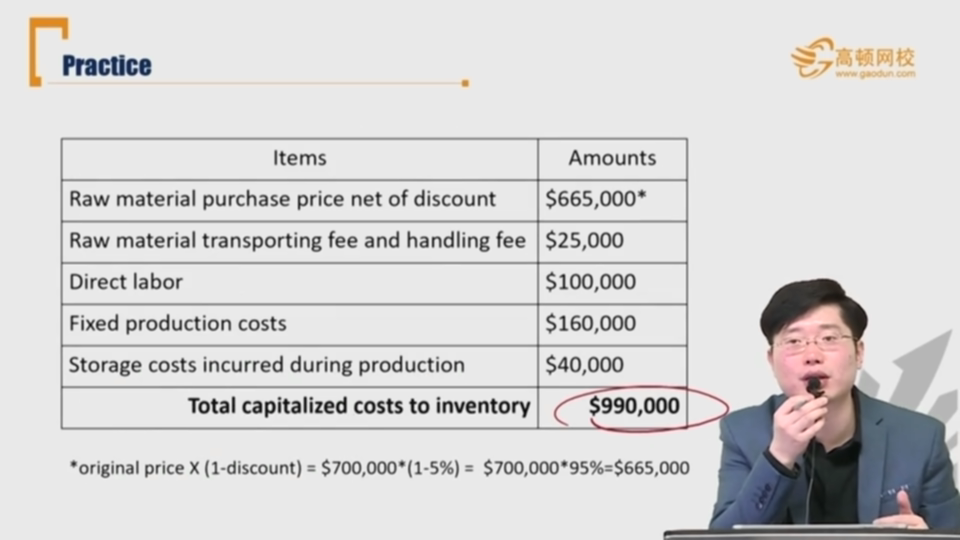 Practice
高顿网校
www.gaodun.com
Items Amounts
Raw material purchase price net of discount $665,000*
Raw material transporting fee and handling fee $25,000
Direct labor $100,000
Fixed production costs $160,000
Storage costs incurred during production $40,000
Total capitalized costs to inventory $990,000
*original price X (1-discount) = $700,000*(1-5%) = $700,000*95%=$665,000